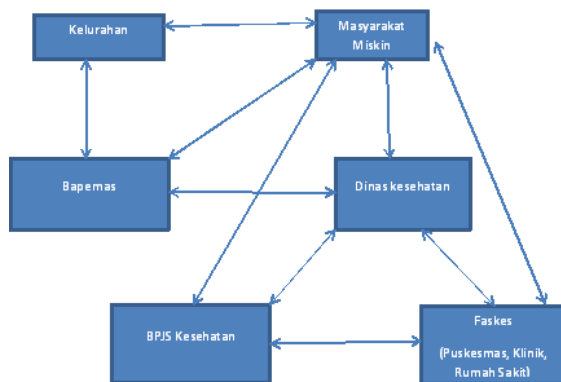 Kelurahan
Masyarakat
Miskin
Bapemas
Dinas kesehatan
BPJS Kesehatan
Faskes
(Puskesmas, Klinik,
Rumah Sakit)